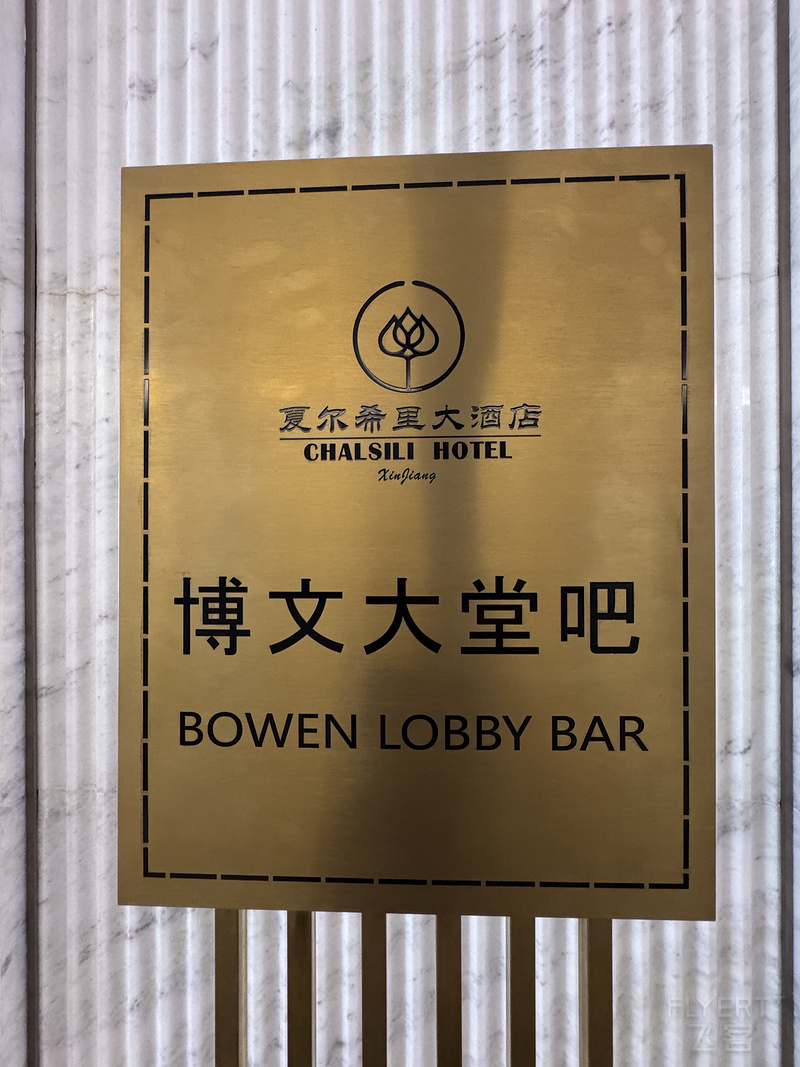 夏尔希里大酒店
CHALSILI HOTEL
XinJiang
博文大堂吧
BOWEN LOBBY BAR
FLYERT
飞客